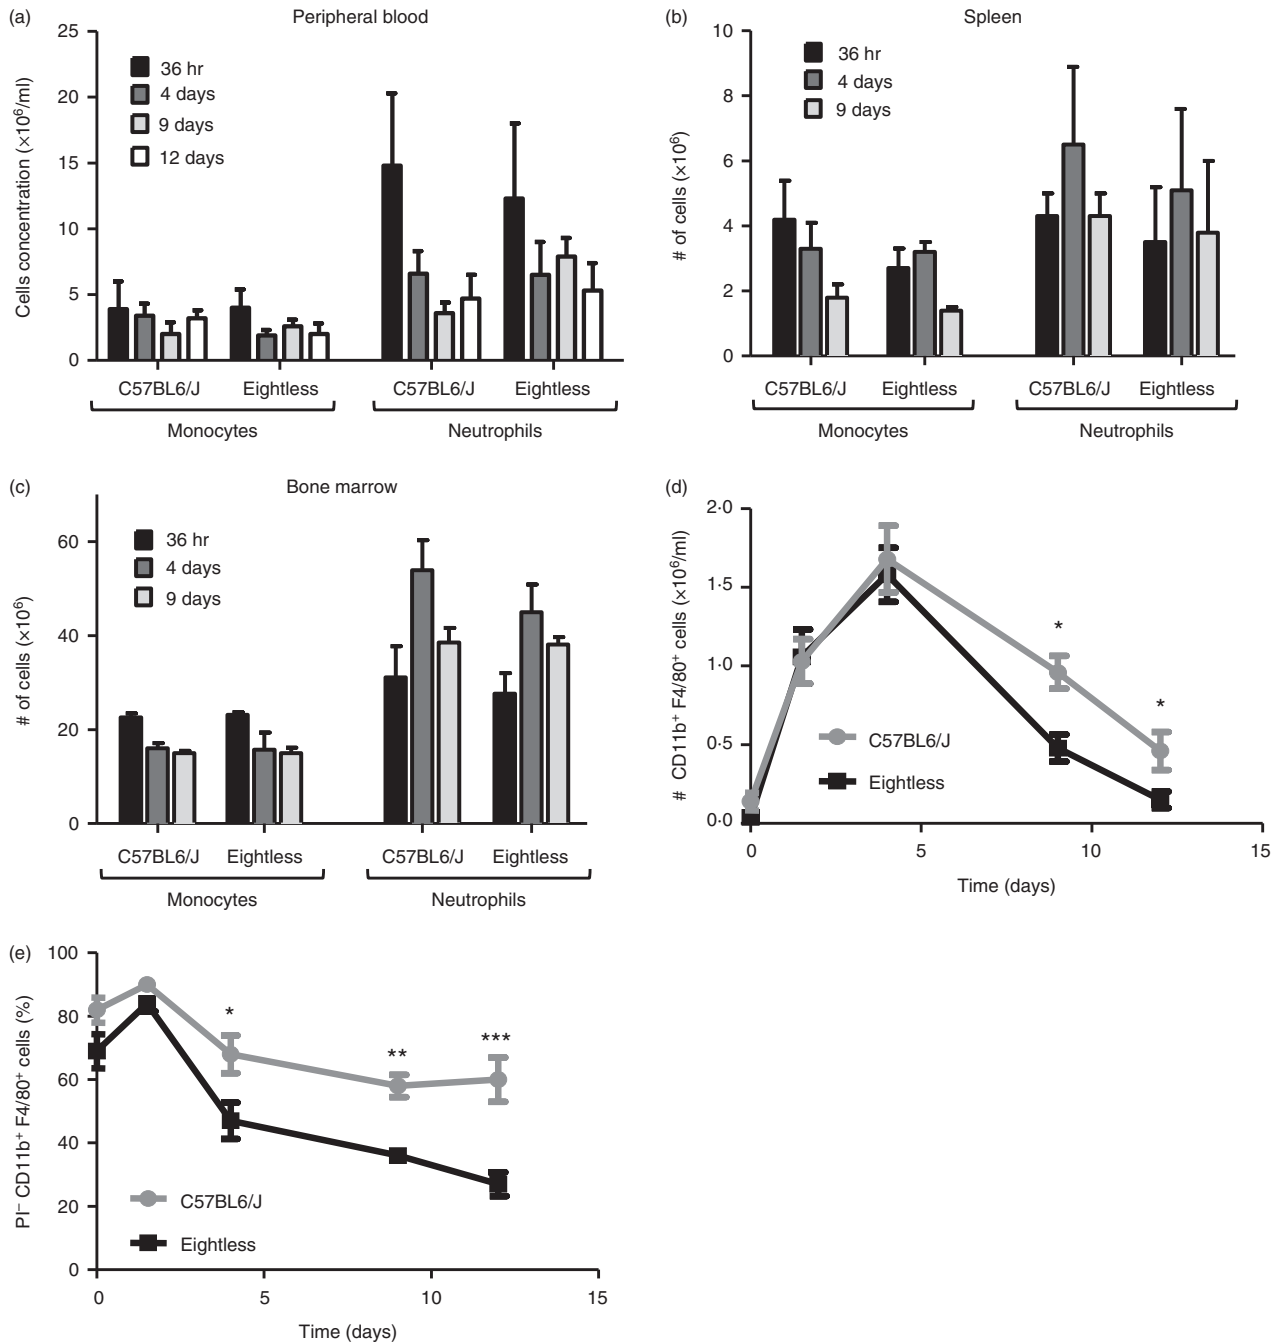 (a)
Peripheral blood
25
20
15
10
5
0
Cells concentration (×10⁶/ml)
36 hr
4 days
9 days
12 days
C57BL6/J
Eightless
C57BL6/J
Eightless
Monocytes
Neutrophils
(b)
Spleen
10
8
6
4
2
0
# of cells (×10⁶)
36 hr
4 days
9 days
C57BL6/J
Eightless
C57BL6/J
Eightless
Monocytes
Neutrophils
(c)
Bone marrow
60
40
20
0
# of cells (×10⁶)
36 hr
4 days
9 days
C57BL6/J
Eightless
C57BL6/J
Eightless
Monocytes
Neutrophils
(d)
2·0
1·5
1·0
0·5
0·0
# CD11b⁺ F4/80⁺ cells (×10⁶/ml)
*
*
C57BL6/J
Eightless
0
5
10
15
Time (days)
(e)
100
80
60
40
20
0
PI⁻ CD11b⁺ F4/80⁺ cells (%)
*
**
***
C57BL6/J
Eightless
0
5
10
15
Time (days)